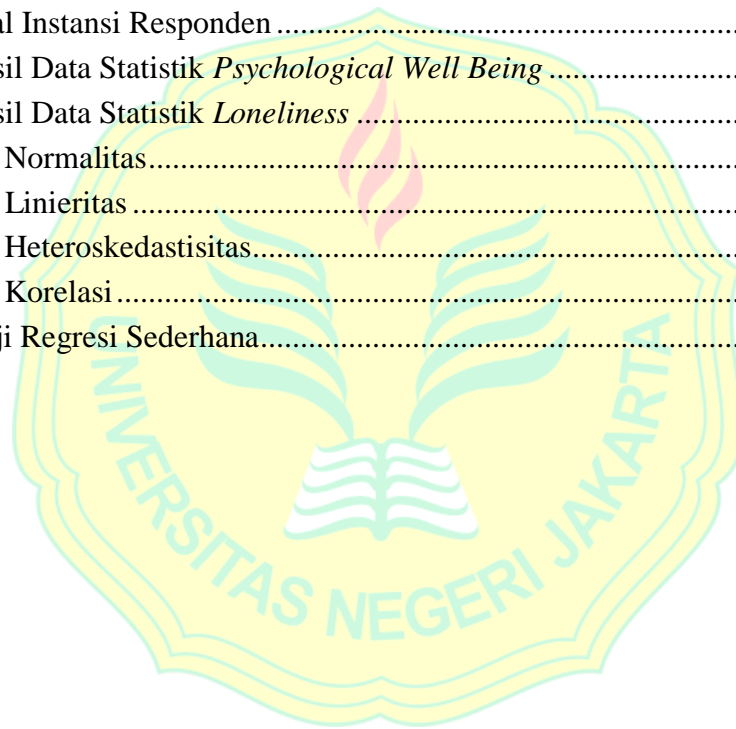 al Instansi Responden ..........................................................
sil Data Statistik Psychological Well Being ........................
sil Data Statistik Loneliness ................................................
Normalitas..........................................................................
Linieritas ............................................................................
Heteroskedastisitas.............................................................
Korelasi..............................................................................
ji Regresi Sederhana............................................................
UNIVERSITAS NEGERI JAKARTA